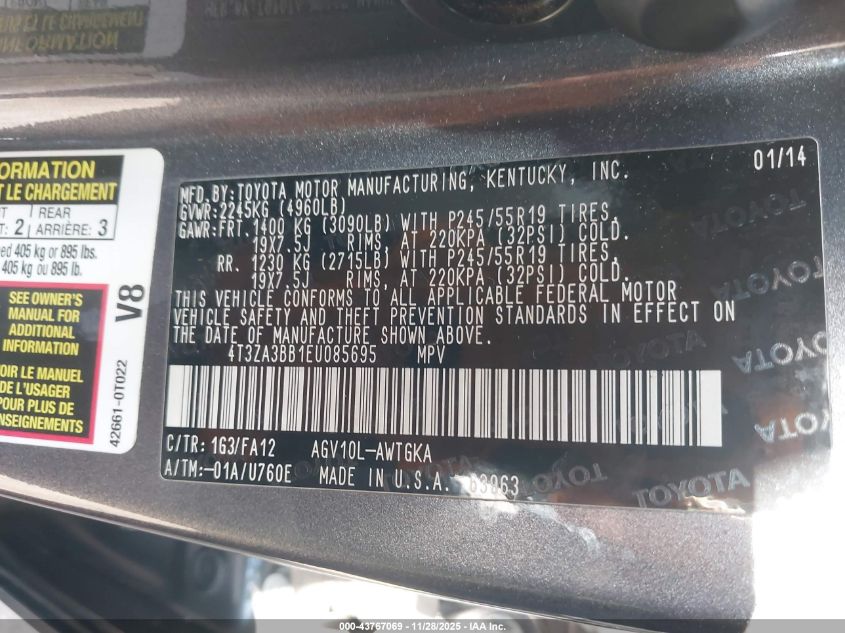 ORMATION
T LE CHARGEMENT
REAR
2 ARRIÈRE: 3
ed 405 kg or 895 lbs.
405 kg ou 895 lb.
SEE OWNER'S
MANUAL FOR
ADDITIONAL
INFORMATION
OIR LE MANUEL
DE L'USAGER
POUR PLUS DE
ENSEIGNEMENTS
V8
42661-0T022
01/14
MFD.BY:TOYOTA MOTOR MANUFACTURING, KENTUCKY, INC.
GVWR:2245KG (4960LB)
GAWR:FRT.1400 KG (3090LB) WITH P245/55R19 TIRES,
19X7.5J RIMS, AT 220KPA (32PSI) COLD.
RR. 1230 KG (2715LB) WITH P245/55R19 TIRES,
19X7.5J RIMS, AT 220KPA (32PSI) COLD.
THIS VEHICLE CONFORMS TO ALL APPLICABLE FEDERAL MOTOR
VEHICLE SAFETY AND THEFT PREVENTION STANDARDS IN EFFECT ON
THE DATE OF MANUFACTURE SHOWN ABOVE.
4T3ZA3BB1EU085695 MPV
C/TR: 1G3/FA12 AGV10L-AWTGKA
A/TM:-01A/U760E MADE IN U.S.A.
TOYOTA
TOYOTA
TOYOTA
000-43767069 - 11/28/2025 - IAA Inc.